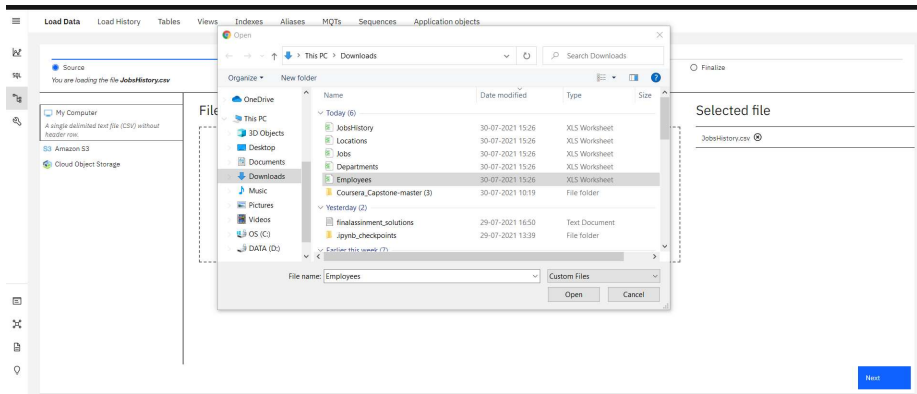 Load Data Load History Tables Views Indexes Aliases MQTs Sequences Application objects
Open
This PC > Downloads
Search Downloads
Source
You are loading the file JobsHistory.csv
Finalize
SQL
Organize New folder
My Computer
A single delimited text file (CSV) without
header row.
S3 Amazon S3
Cloud Object Storage
File
OneDrive
This PC
3D Objects
Desktop
Documents
Downloads
Music
Pictures
Videos
OS (C:)
DATA (D:)
Name Date modified Type Size
Today (6)
JobsHistory 30-07-2021 15:26 XLS Worksheet
Locations 30-07-2021 15:26 XLS Worksheet
Jobs 30-07-2021 15:26 XLS Worksheet
Departments 30-07-2021 15:26 XLS Worksheet
Employees 30-07-2021 15:26 XLS Worksheet
Coursera_Capstone-master (3) 30-07-2021 10:19 File folder
Yesterday (2)
finalassinment_solutions 29-07-2021 16:50 Text Document
.ipynb_checkpoints 29-07-2021 13:39 File folder
Earlier this week (7)
File name: Employees Custom Files
Open Cancel
Selected file
JobsHistory.csv
Next